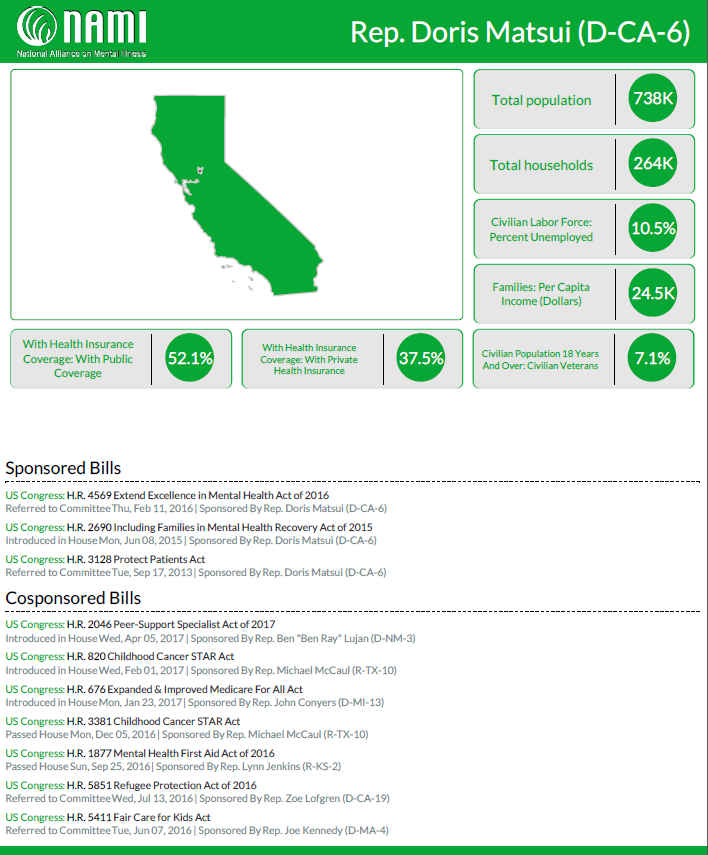 NAMI
National Alliance on Mental Illness
Rep. Doris Matsui (D-CA-6)
Total population
738K
Total households
264K
Civilian Labor Force:
Percent Unemployed
10.5%
Families: Per Capita
Income (Dollars)
24.5K
With Health Insurance
Coverage: With Public
Coverage
52.1%
With Health Insurance
Coverage: With Private
Health Insurance
37.5%
Civilian Population 18 Years
And Over: Civilian Veterans
7.1%
Sponsored Bills
US Congress: H.R. 4569 Extend Excellence in Mental Health Act of 2016
Referred to CommitteeThu, Feb 11, 2016 | Sponsored By Rep. Doris Matsui (D-CA-6)
US Congress: H.R. 2690 Including Families in Mental Health Recovery Act of 2015
Introduced in House Mon, Jun 08, 2015 | Sponsored By Rep. Doris Matsui (D-CA-6)
US Congress: H.R. 3128 Protect Patients Act
Referred to CommitteeTue, Sep 17, 2013 | Sponsored By Rep. Doris Matsui (D-CA-6)
Cosponsored Bills
US Congress: H.R. 2046 Peer-Support Specialist Act of 2017
Introduced in House Wed, Apr 05, 2017 | Sponsored By Rep. Ben "Ben Ray" Lujan (D-NM-3)
US Congress: H.R. 820 Childhood Cancer STAR Act
Introduced in House Wed, Feb 01, 2017 | Sponsored By Rep. Michael McCaul (R-TX-10)
US Congress: H.R. 676 Expanded & Improved Medicare For All Act
Introduced in House Mon, Jan 23, 2017 | Sponsored By Rep. John Conyers (D-MI-13)
US Congress: H.R. 3381 Childhood Cancer STAR Act
Passed House Mon, Dec 05, 2016 | Sponsored By Rep. Michael McCaul (R-TX-10)
US Congress: H.R. 1877 Mental Health First Aid Act of 2016
Passed House Sun, Sep 25, 2016 | Sponsored By Rep. Lynn Jenkins (R-KS-2)
US Congress: H.R. 5851 Refugee Protection Act of 2016
Referred to CommitteeWed, Jul 13, 2016 | Sponsored By Rep. Zoe Lofgren (D-CA-19)
US Congress: H.R. 5411 Fair Care for Kids Act
Referred to CommitteeTue, Jun 07, 2016 | Sponsored By Rep. Joe Kennedy (D-MA-4)